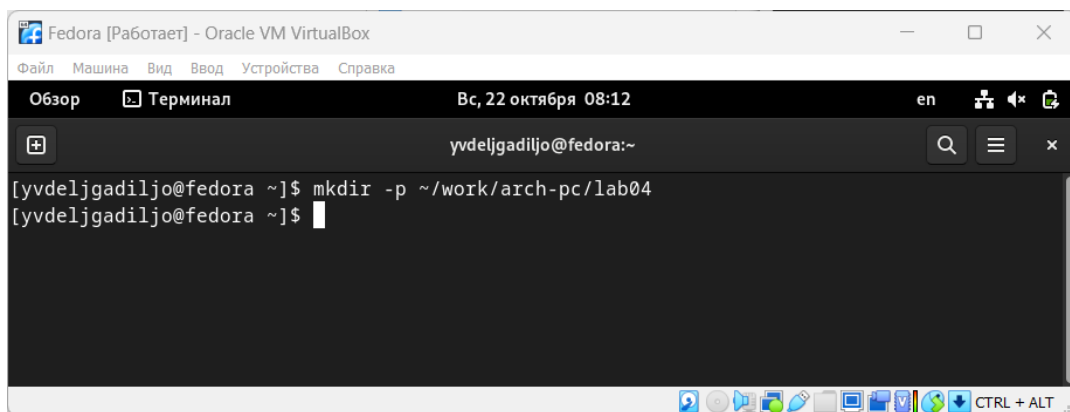 Fedora [Работает] - Oracle VM VirtualBox
Файл Машина Вид Ввод Устройства Справка
Обзор Терминал Вс, 22 октября 08:12 en
yvdeljgadiljo@fedora:~
[yvdeljgadiljo@fedora ~]$ mkdir -p ~/work/arch-pc/lab04
[yvdeljgadiljo@fedora ~]$
CTRL + ALT